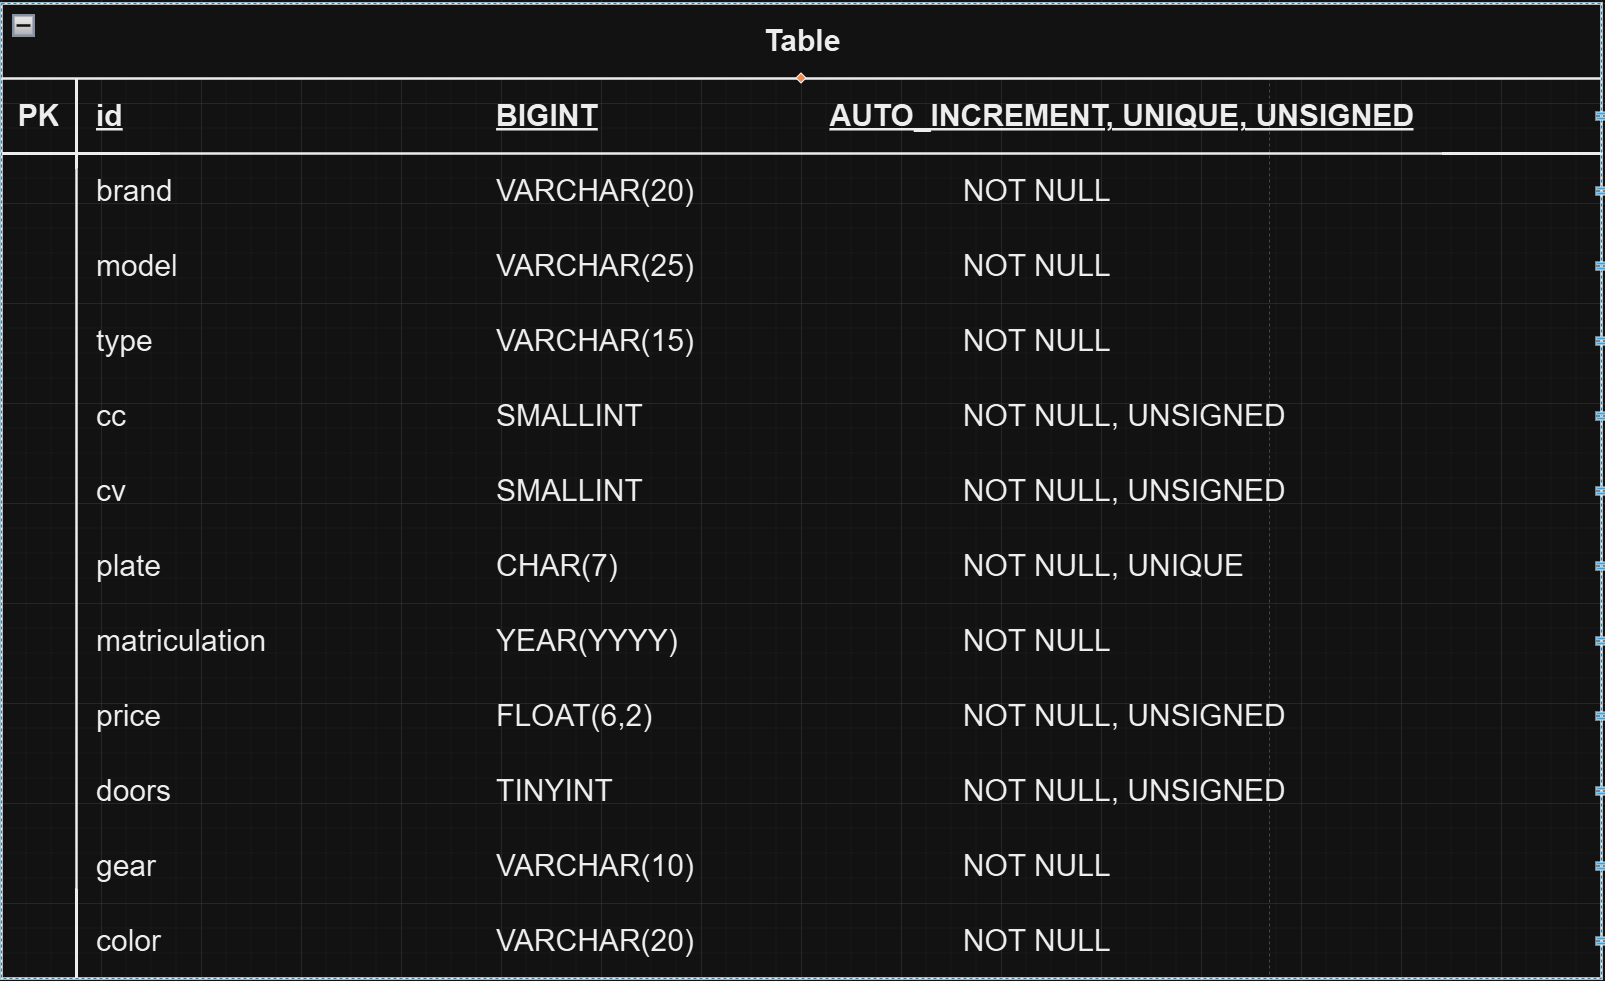 Table
PK id BIGINT AUTO_INCREMENT, UNIQUE, UNSIGNED
brand VARCHAR(20) NOT NULL
model VARCHAR(25) NOT NULL
type VARCHAR(15) NOT NULL
cc SMALLINT NOT NULL, UNSIGNED
cv SMALLINT NOT NULL, UNSIGNED
plate CHAR(7) NOT NULL, UNIQUE
matriculation YEAR(YYYY) NOT NULL
price FLOAT(6,2) NOT NULL, UNSIGNED
doors TINYINT NOT NULL, UNSIGNED
gear VARCHAR(10) NOT NULL
color VARCHAR(20) NOT NULL